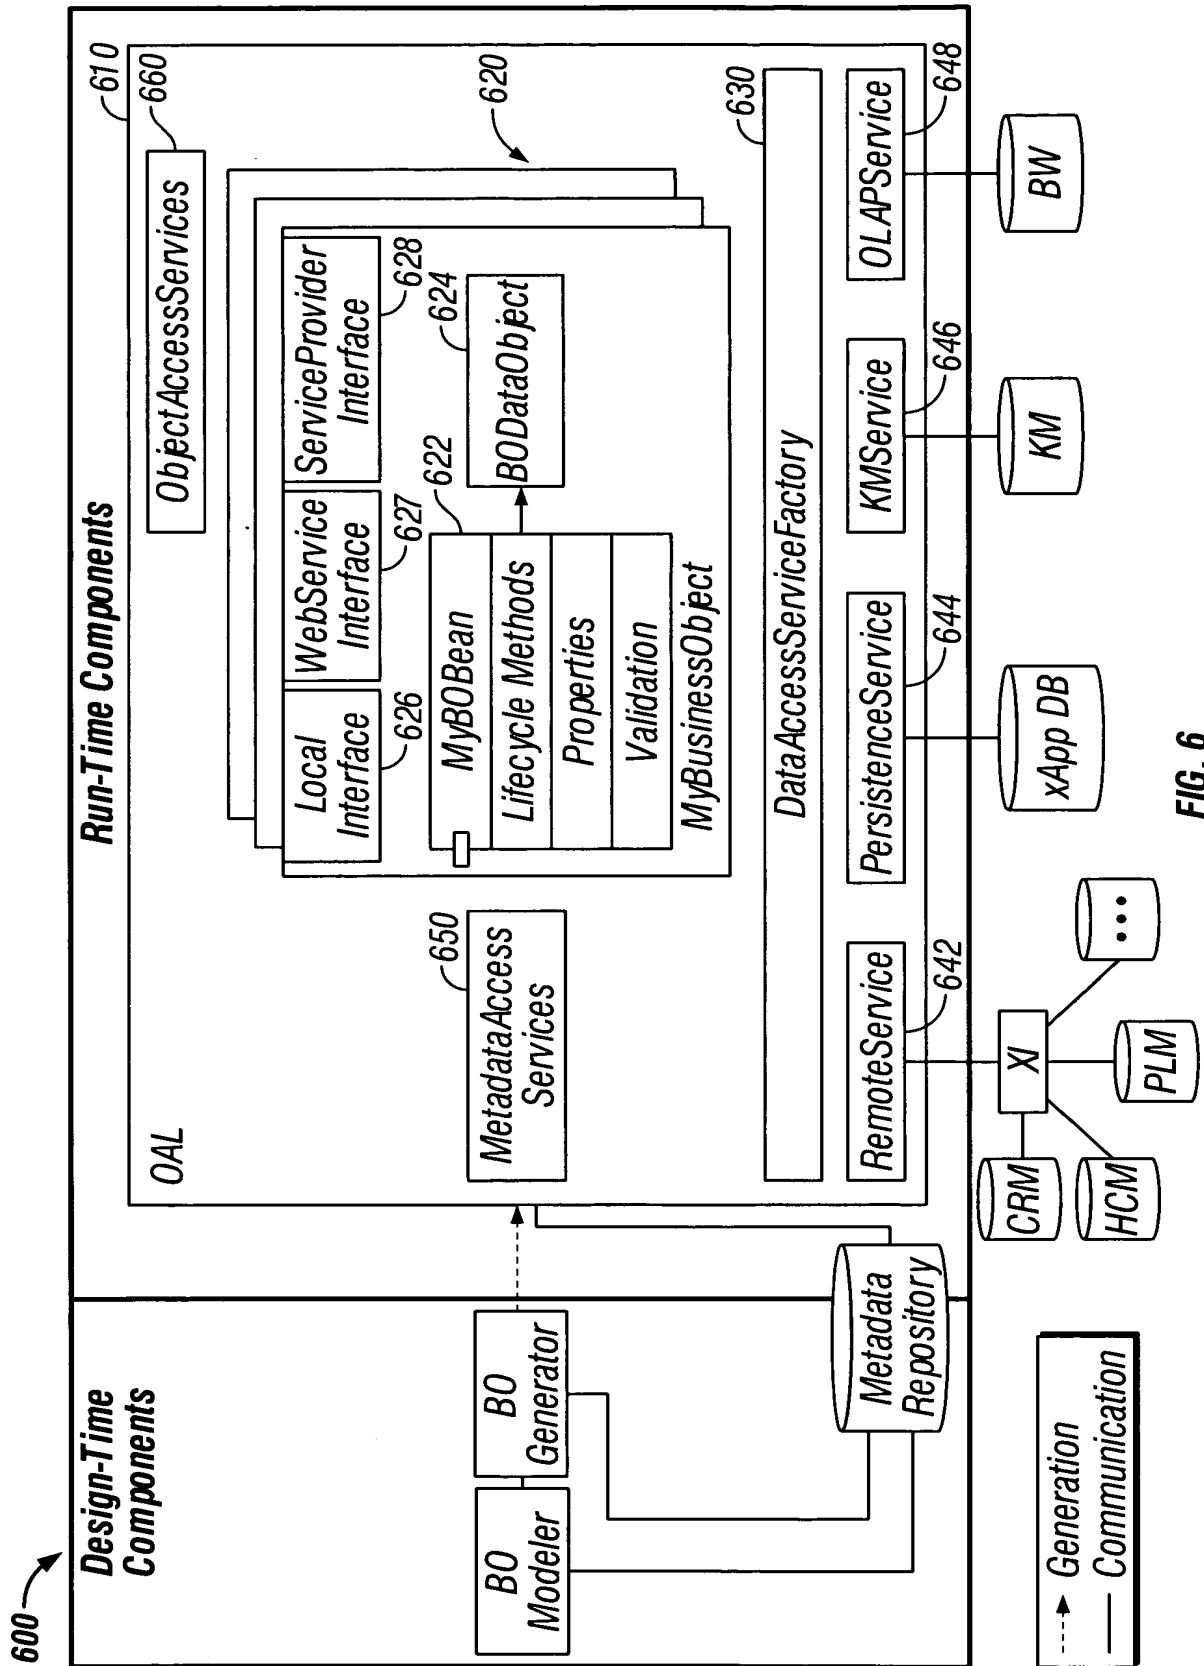 600
Design-Time
Components
BO
Modeler
BO
Generator
Metadata
Repository
Run-Time Components
610
OAL
ObjectAccessServices
660
MetadataAccess
Services
650
620
Local
Interface
626
WebService
Interface
627
ServiceProvider
Interface
628
MyBOBean
622
Lifecycle Methods
Properties
Validation
BODataObject
624
MyBusinessObject
DataAccessServiceFactory
630
RemoteService
642
PersistenceService
644
KMService
646
OLAPService
648
XI
CRM
HCM
PLM
•••
xApp DB
KM
BW
Generation
Communication
FIG. 6